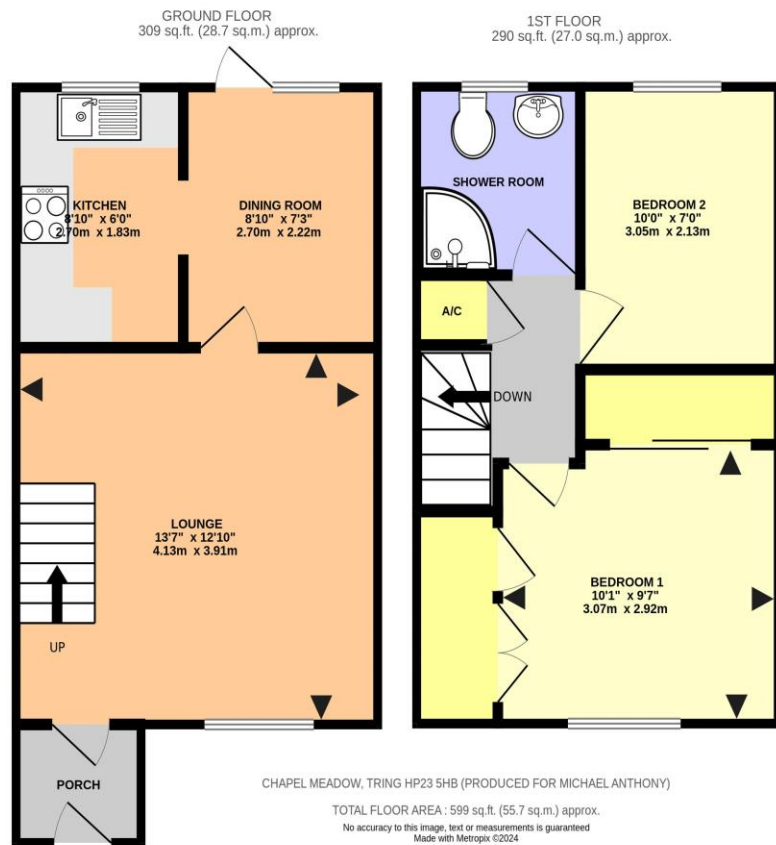 GROUND FLOOR
309 sq.ft. (28.7 sq.m.) approx.
1ST FLOOR
290 sq.ft. (27.0 sq.m.) approx.
KITCHEN
8'10" x 6'0"
2.70m x 1.83m
DINING ROOM
8'10" x 7'3"
2.70m x 2.22m
LOUNGE
13'7" x 12'10"
4.13m x 3.91m
UP
PORCH
SHOWER ROOM
BEDROOM 2
10'0" x 7'0"
3.05m x 2.13m
A/C
DOWN
BEDROOM 1
10'1" x 9'7"
3.07m x 2.92m
CHAPEL MEADOW, TRING HP23 5HB (PRODUCED FOR MICHAEL ANTHONY)
TOTAL FLOOR AREA : 599 sq.ft. (55.7 sq.m.) approx.
No accuracy to this image, text or measurements is guaranteed
Made with Metropix ©2024